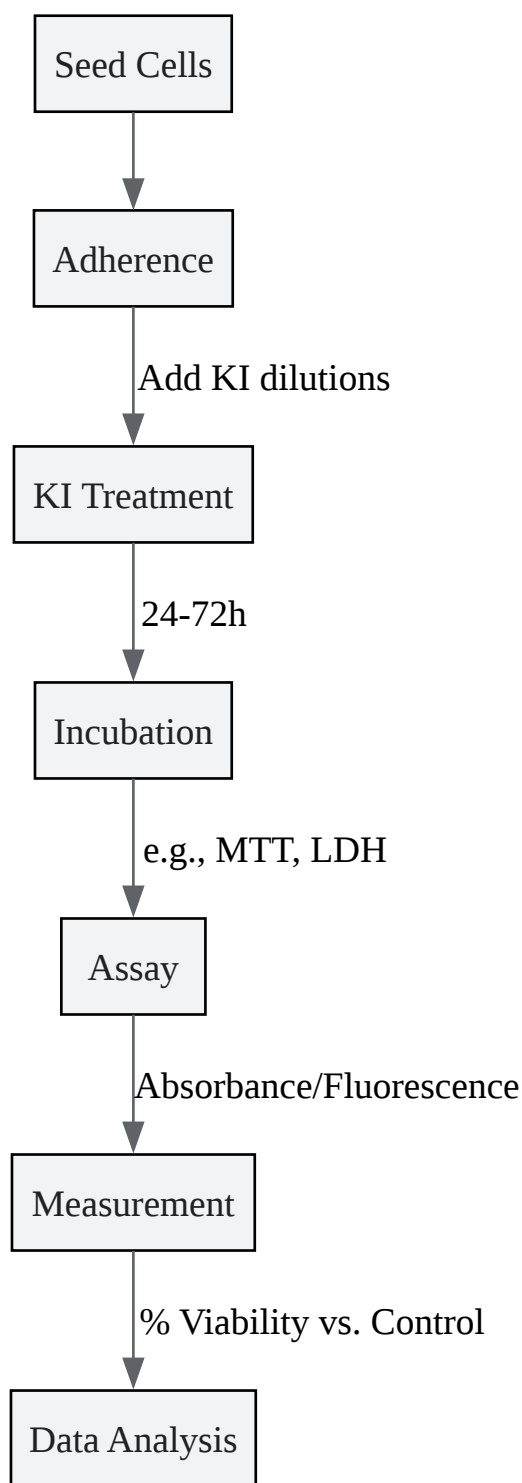 Seed Cells
Adherence
Add KI dilutions
KI Treatment
24-72h
Incubation
e.g., MTT, LDH
Assay
Absorbance/Fluorescence
Measurement
% Viability vs. Control
Data Analysis